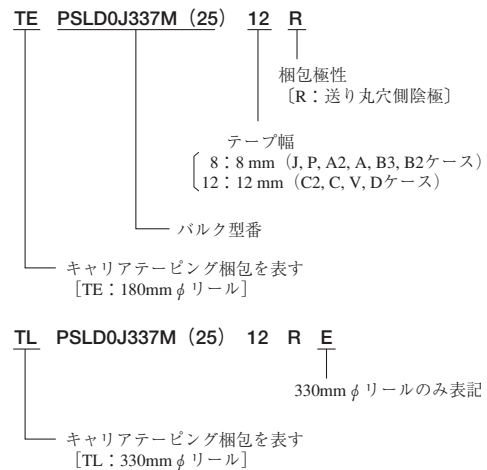 TE PSLD0J337M（25） 12 R
梱包極性
〔R：送り丸穴側陰極〕
テープ幅
8：8 mm（J, P, A2, A, B3, B2ケース）
12：12 mm（C2, C, V, Dケース）
バルク型番
キャリアテーピング梱包を表す
［TE：180mmφリール］
TL PSLD0J337M（25） 12 R E
330mmφリールのみ表記
キャリアテーピング梱包を表す
［TL：330mmφリール］